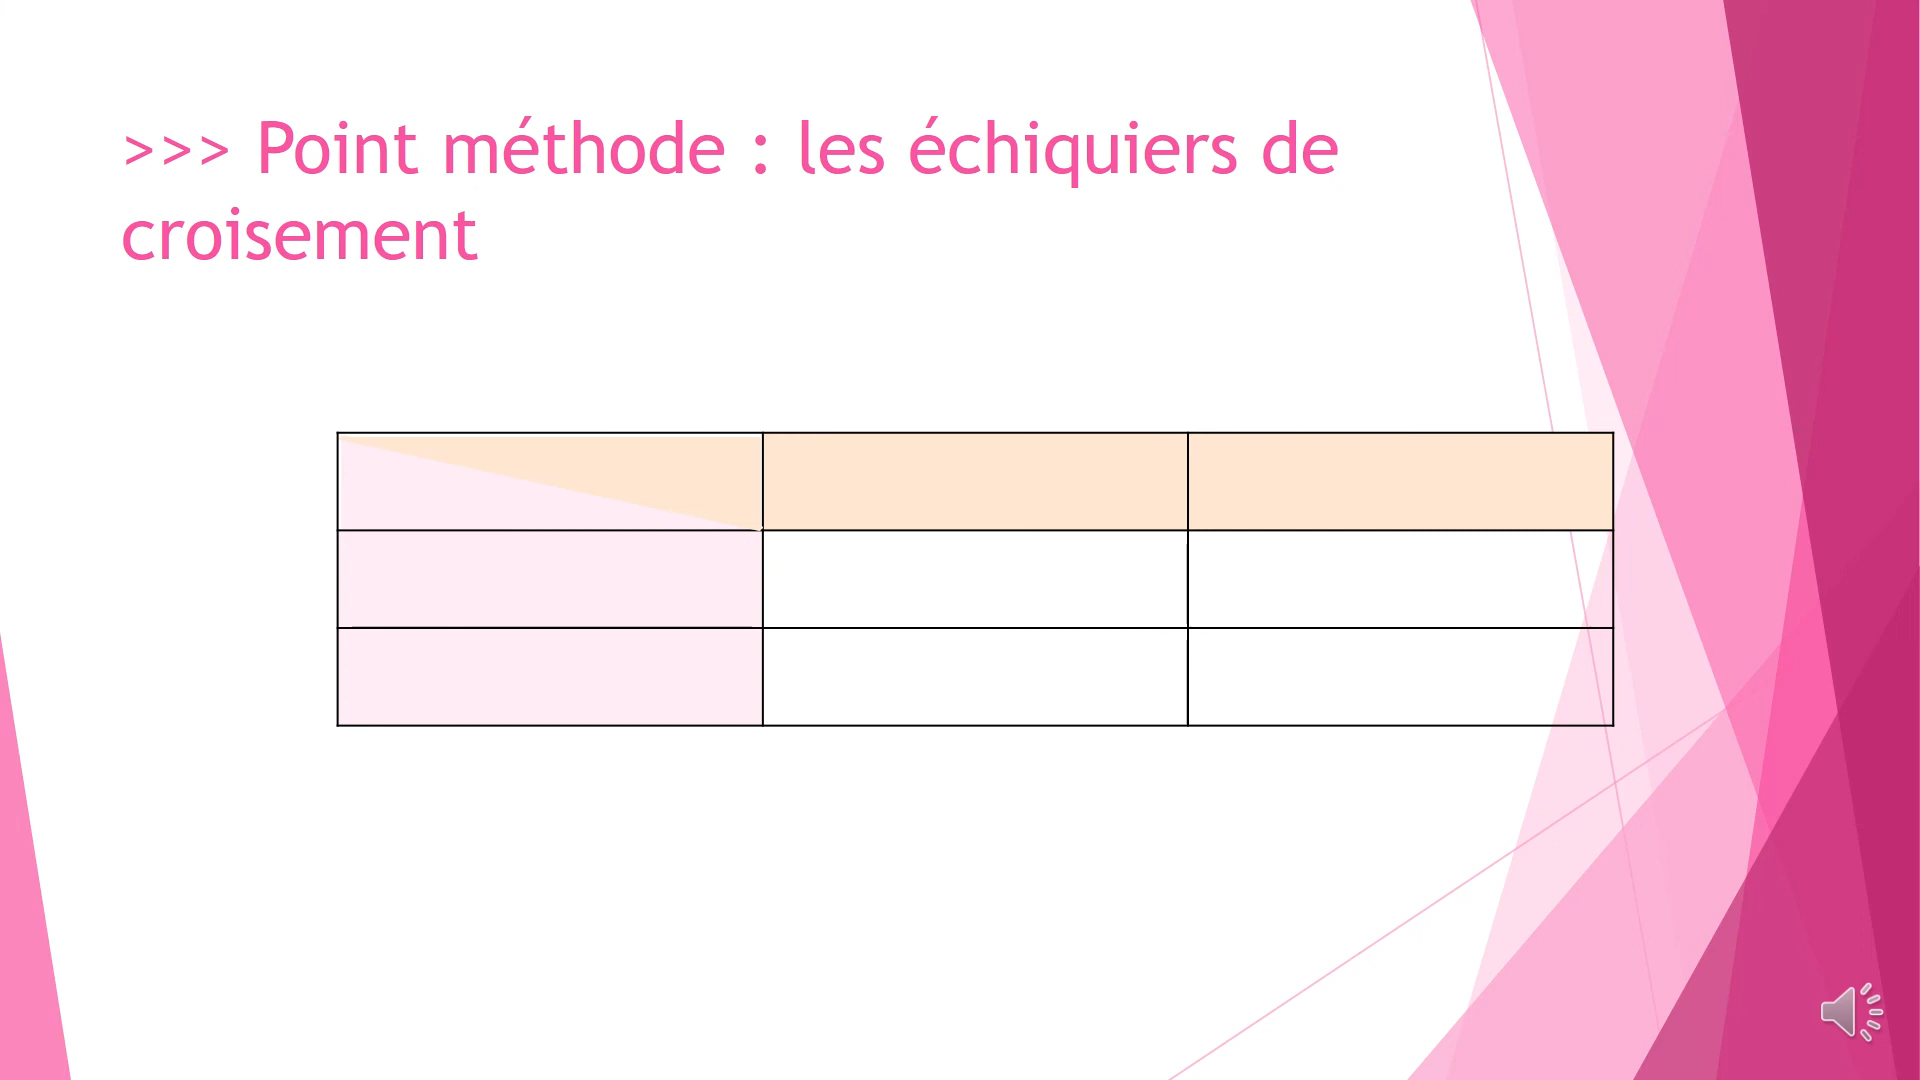 >>> Point méthode : les échiquiers de
croisement